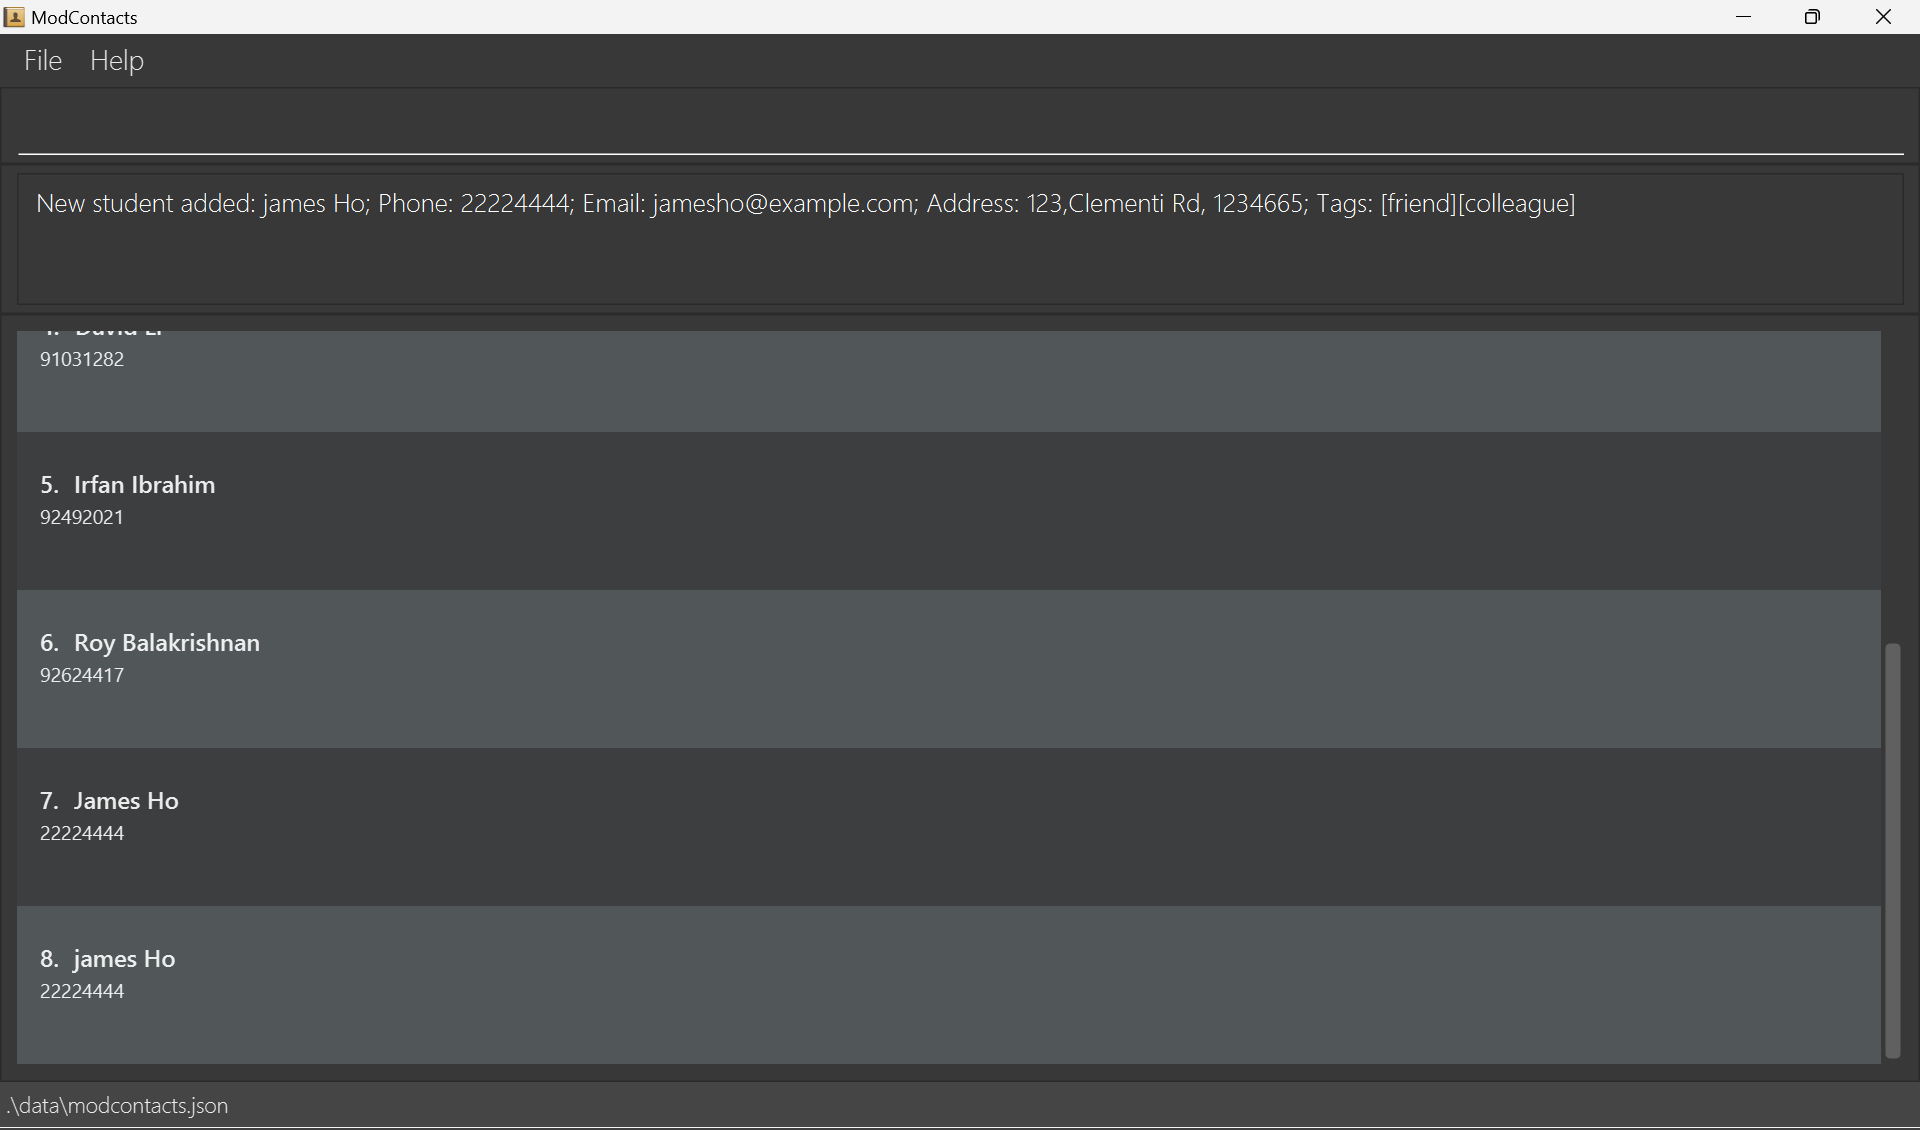 ModContacts
File Help
New student added: james Ho; Phone: 22224444; Email: jamesho@example.com; Address: 123,Clementi Rd, 1234665; Tags: [friend][colleague]
91031282
5. Irfan Ibrahim
92492021
6. Roy Balakrishnan
92624417
7. James Ho
22224444
8. james Ho
22224444
.\data\modcontacts.json